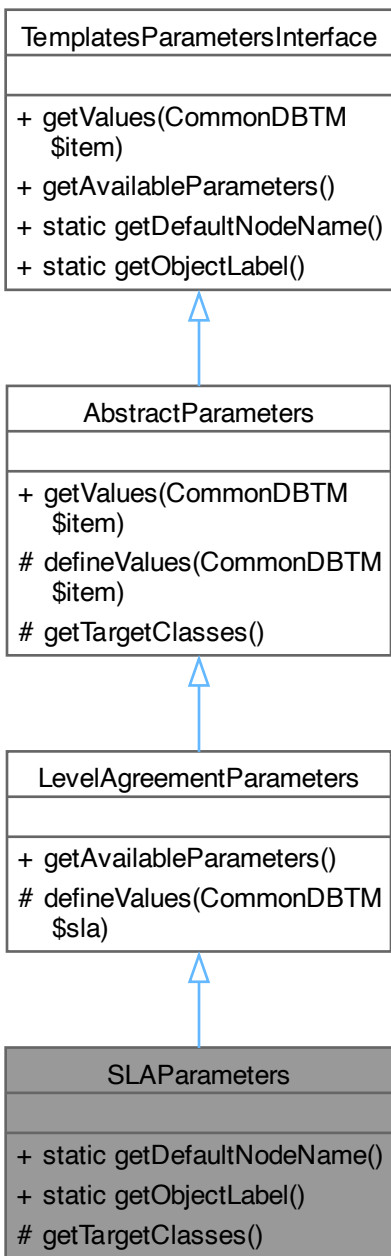 TemplatesParametersInterface
+ getValues(CommonDBTM
$item)
+ getAvailableParameters()
+ static getDefaultNodeName()
+ static getObjectLabel()
AbstractParameters
+ getValues(CommonDBTM
$item)
# defineValues(CommonDBTM
$item)
# getTargetClasses()
LevelAgreementParameters
+ getAvailableParameters()
# defineValues(CommonDBTM
$sla)
SLAParameters
+ static getDefaultNodeName()
+ static getObjectLabel()
# getTargetClasses()